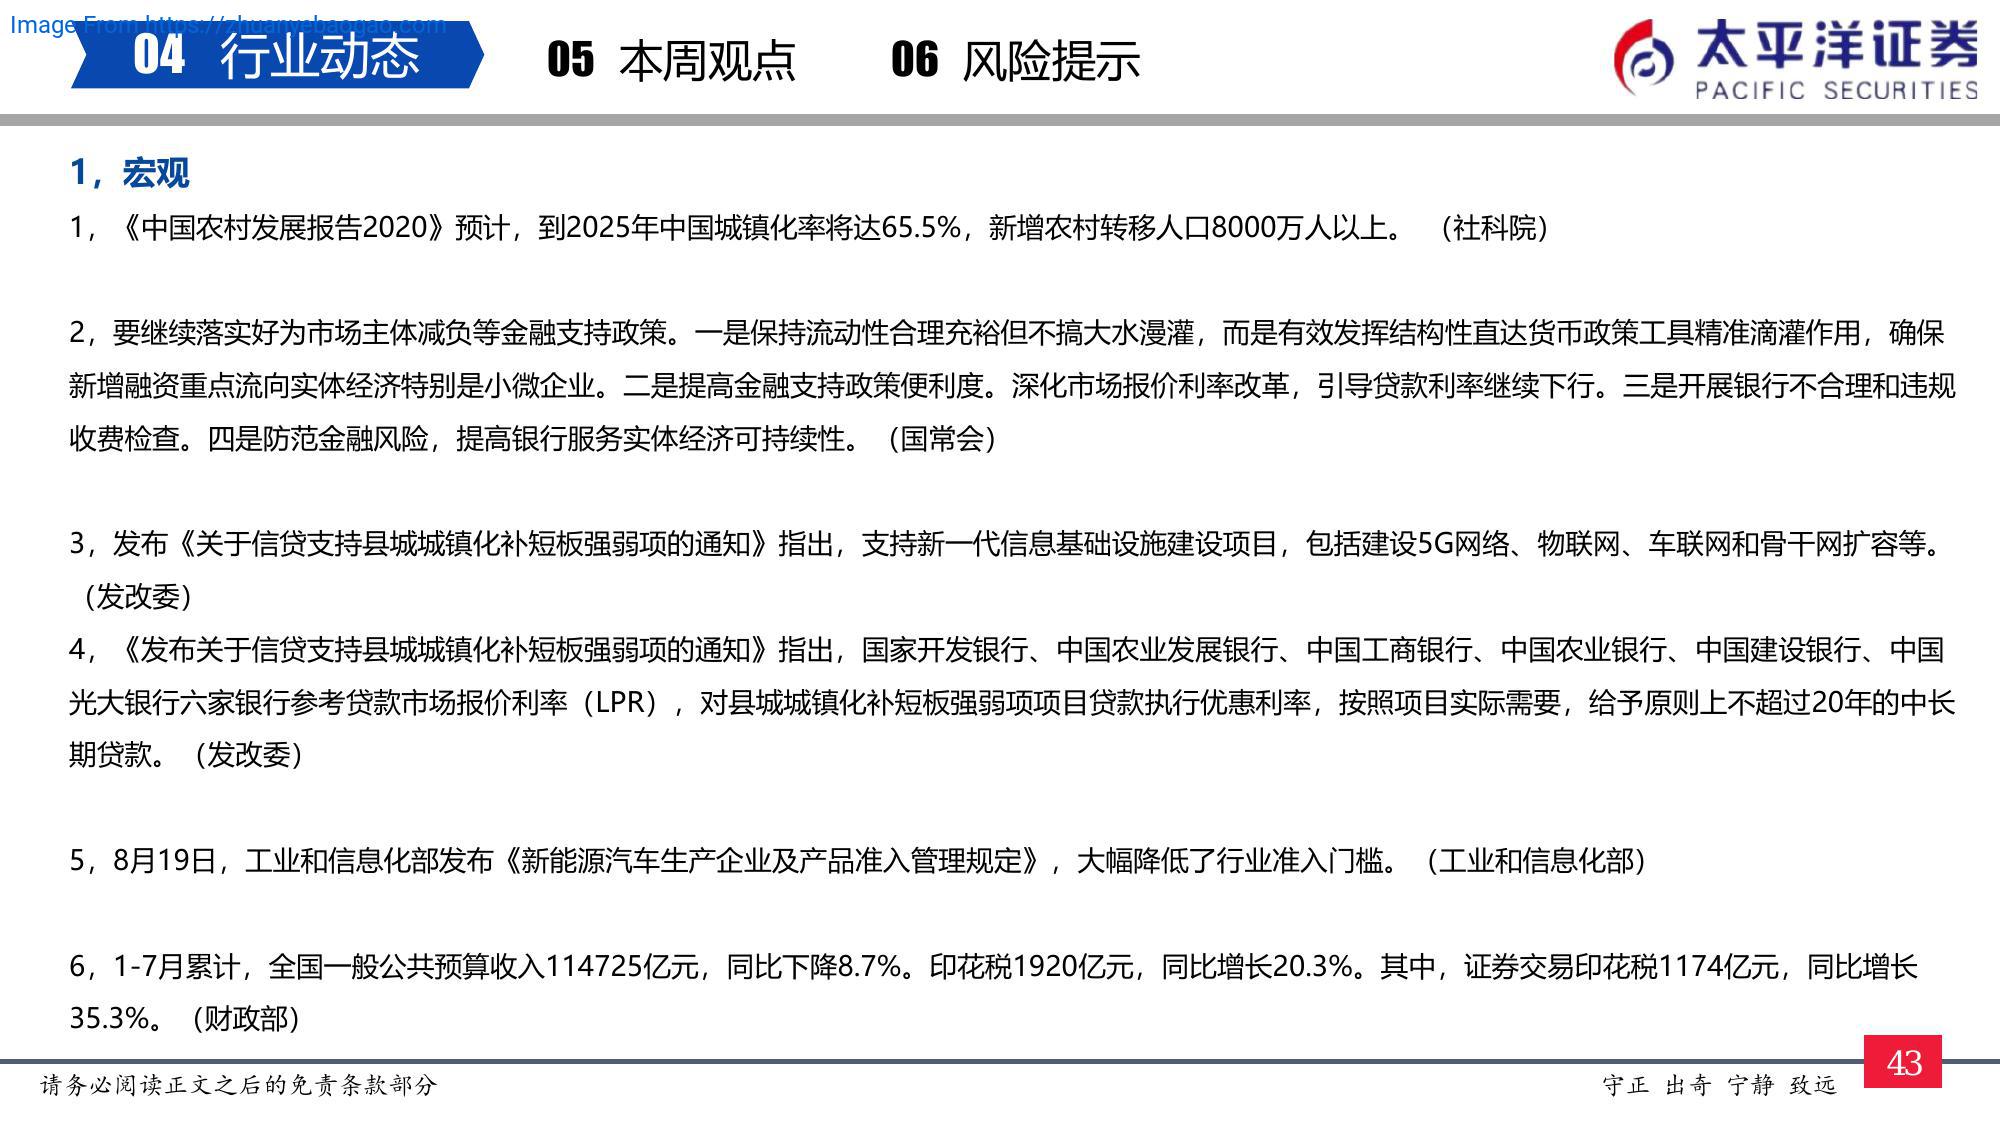 Image From https://zhuanyebaogao.com
04 行业动态 05 本周观点 06 风险提示
太平洋证券
PACIFIC SECURITIES
1，宏观
1，《中国农村发展报告2020》预计，到2025年中国城镇化率将达65.5%，新增农村转移人口8000万人以上。 （社科院）
2，要继续落实好为市场主体减负等金融支持政策。一是保持流动性合理充裕但不搞大水漫灌，而是有效发挥结构性直达货币政策工具精准滴灌作用，确保
新增融资重点流向实体经济特别是小微企业。二是提高金融支持政策便利度。深化市场报价利率改革，引导贷款利率继续下行。三是开展银行不合理和违规
收费检查。四是防范金融风险，提高银行服务实体经济可持续性。（国常会）
3，发布《关于信贷支持县城城镇化补短板强弱项的通知》指出，支持新一代信息基础设施建设项目，包括建设5G网络、物联网、车联网和骨干网扩容等。
（发改委）
4，《发布关于信贷支持县城城镇化补短板强弱项的通知》指出，国家开发银行、中国农业发展银行、中国工商银行、中国农业银行、中国建设银行、中国
光大银行六家银行参考贷款市场报价利率（LPR），对县城城镇化补短板强弱项项目贷款执行优惠利率，按照项目实际需要，给予原则上不超过20年的中长
期贷款。（发改委）
5，8月19日，工业和信息化部发布《新能源汽车生产企业及产品准入管理规定》，大幅降低了行业准入门槛。（工业和信息化部）
6，1-7月累计，全国一般公共预算收入114725亿元，同比下降8.7%。印花税1920亿元，同比增长20.3%。其中，证券交易印花税1174亿元，同比增长
35.3%。（财政部）
请务必阅读正文之后的免责条款部分
守正 出奇 宁静 致远
43